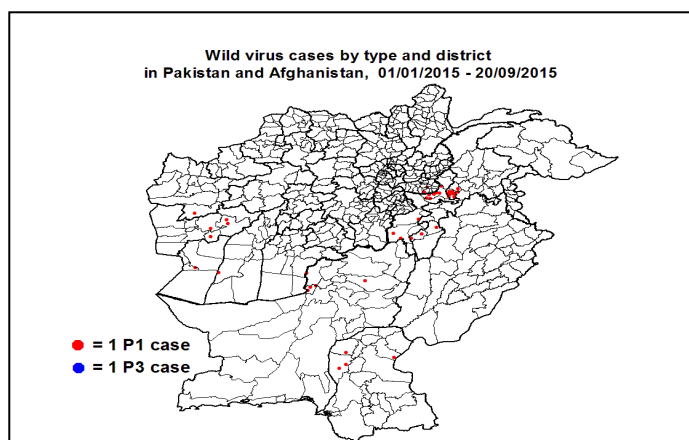 Wild virus cases by type and district
in Pakistan and Afghanistan, 01/01/2015 - 20/09/2015
= 1 P1 case
= 1 P3 case